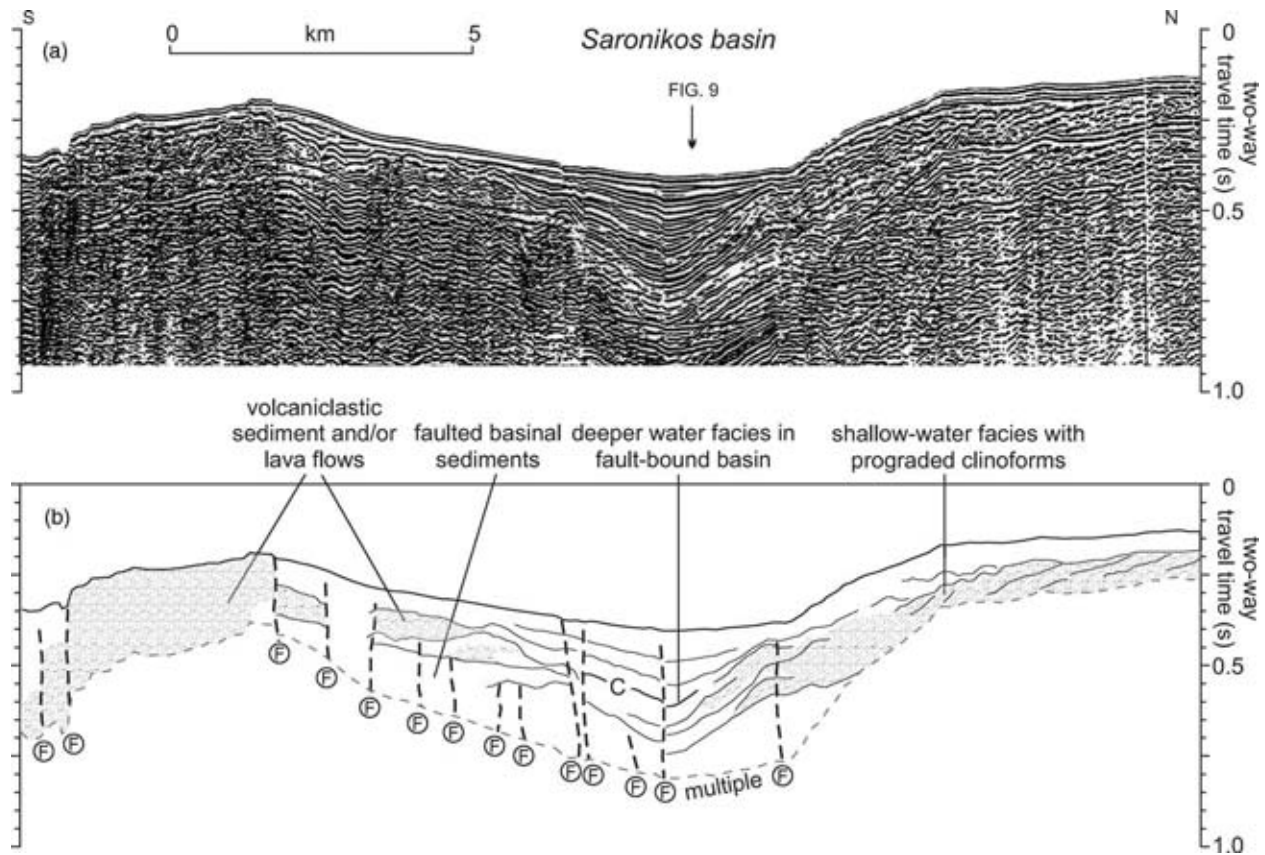 S
N
(a)
0 km 5
Saronikos basin
FIG. 9
0
0.5
1.0
two-way
travel time (s)
volcaniclastic
sediment and/or
lava flows
faulted basinal
sediments
deeper water facies in
fault-bound basin
shallow-water facies with
prograded clinoforms
(b)
0
0.5
1.0
two-way
travel time (s)
C
F F
F
F
F
F
F
F
F
F F
F
F
F
multiple